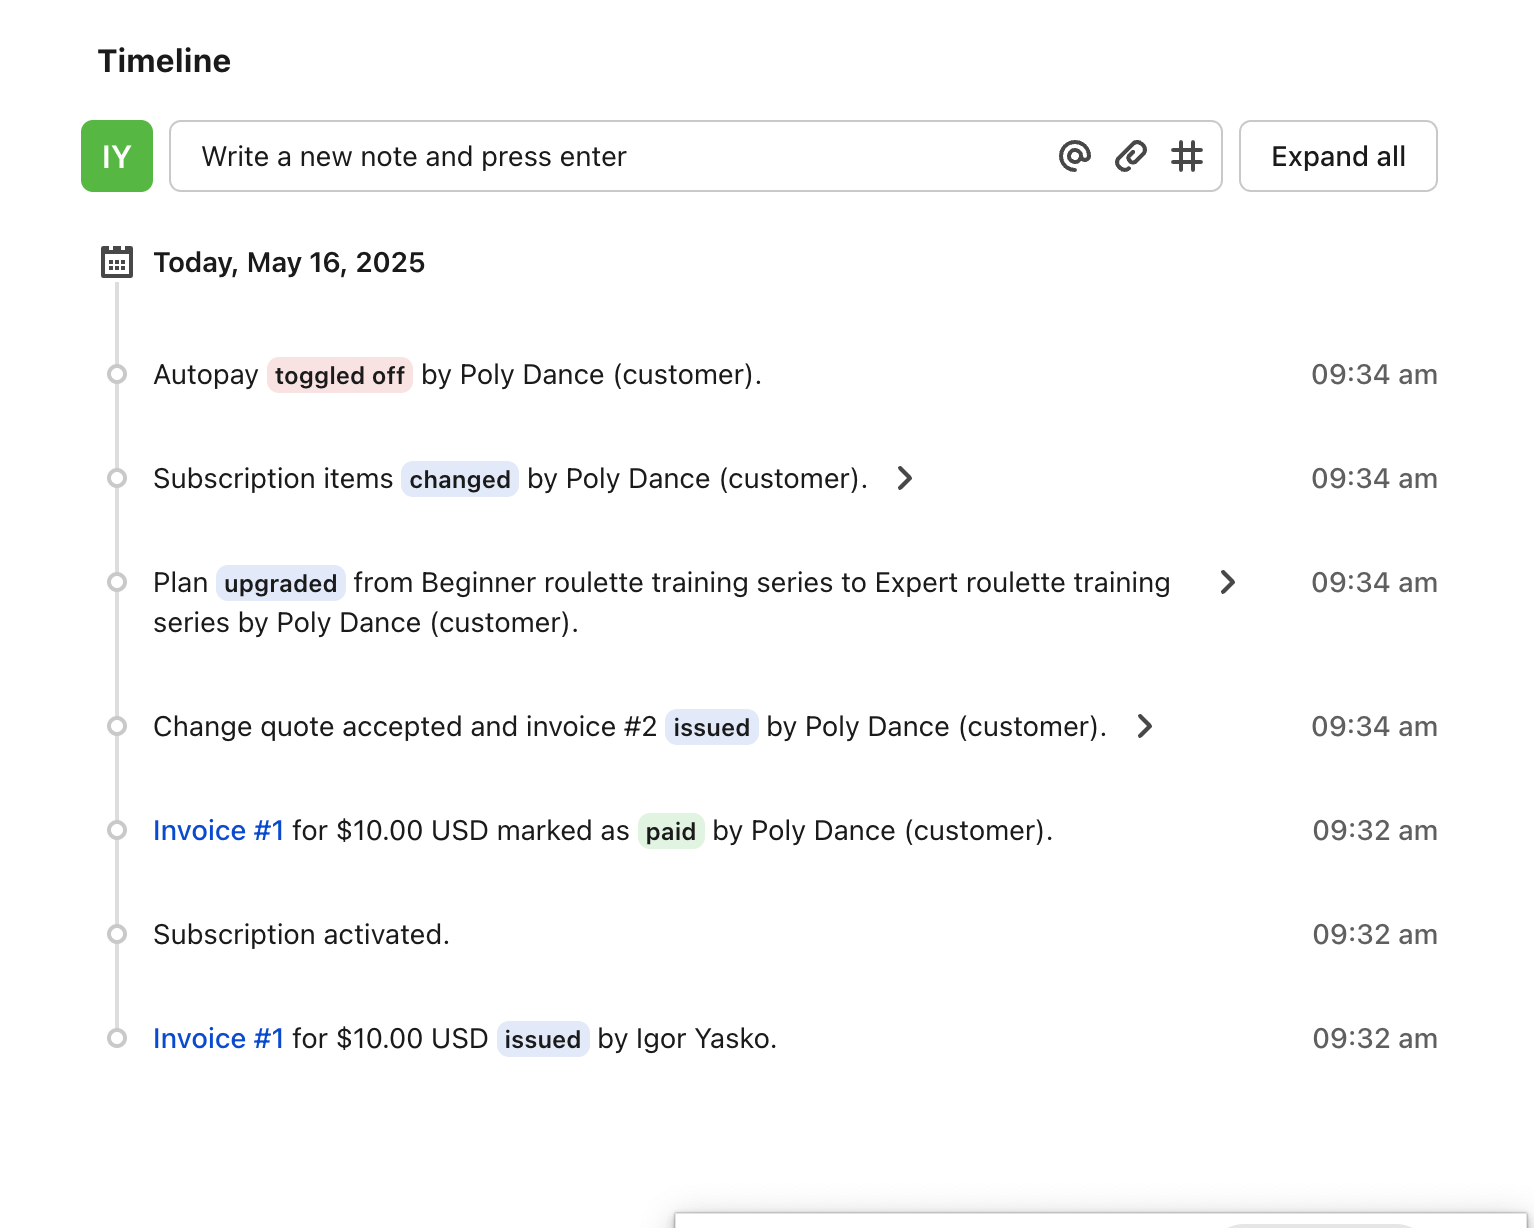 Timeline
IY
Write a new note and press enter
Expand all
Today, May 16, 2025
Autopay toggled off by Poly Dance (customer). 09:34 am
Subscription items changed by Poly Dance (customer). 09:34 am
Plan upgraded from Beginner roulette training series to Expert roulette training 09:34 am
series by Poly Dance (customer).
Change quote accepted and invoice #2 issued by Poly Dance (customer). 09:34 am
Invoice #1 for $10.00 USD marked as paid by Poly Dance (customer). 09:32 am
Subscription activated. 09:32 am
Invoice #1 for $10.00 USD issued by Igor Yasko. 09:32 am